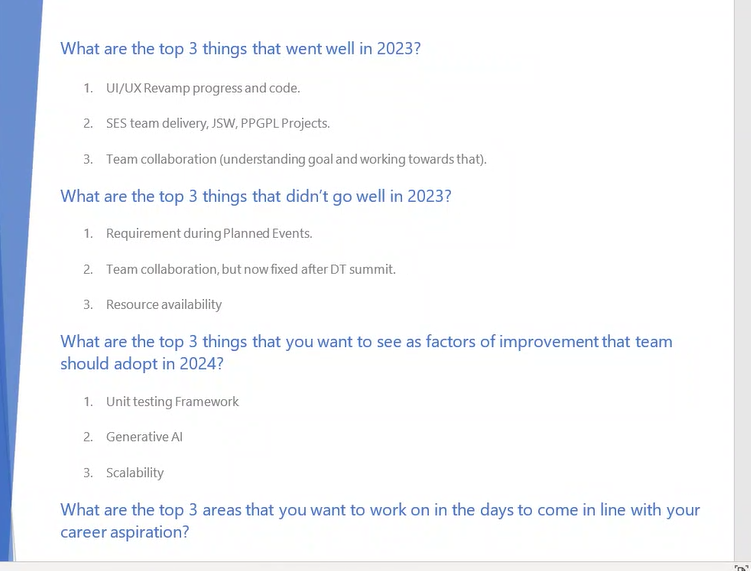 What are the top 3 things that went well in 2023?
1. UI/UX Revamp progress and code.
2. SES team delivery, JSW, PPGPL Projects.
3. Team collaboration (understanding goal and working towards that).
What are the top 3 things that didn't go well in 2023?
1. Requirement during Planned Events.
2. Team collaboration, but now fixed after DT summit.
3. Resource availability
What are the top 3 things that you want to see as factors of improvement that team
should adopt in 2024?
1. Unit testing Framework
2. Generative AI
3. Scalability
What are the top 3 areas that you want to work on in the days to come in line with your
career aspiration?